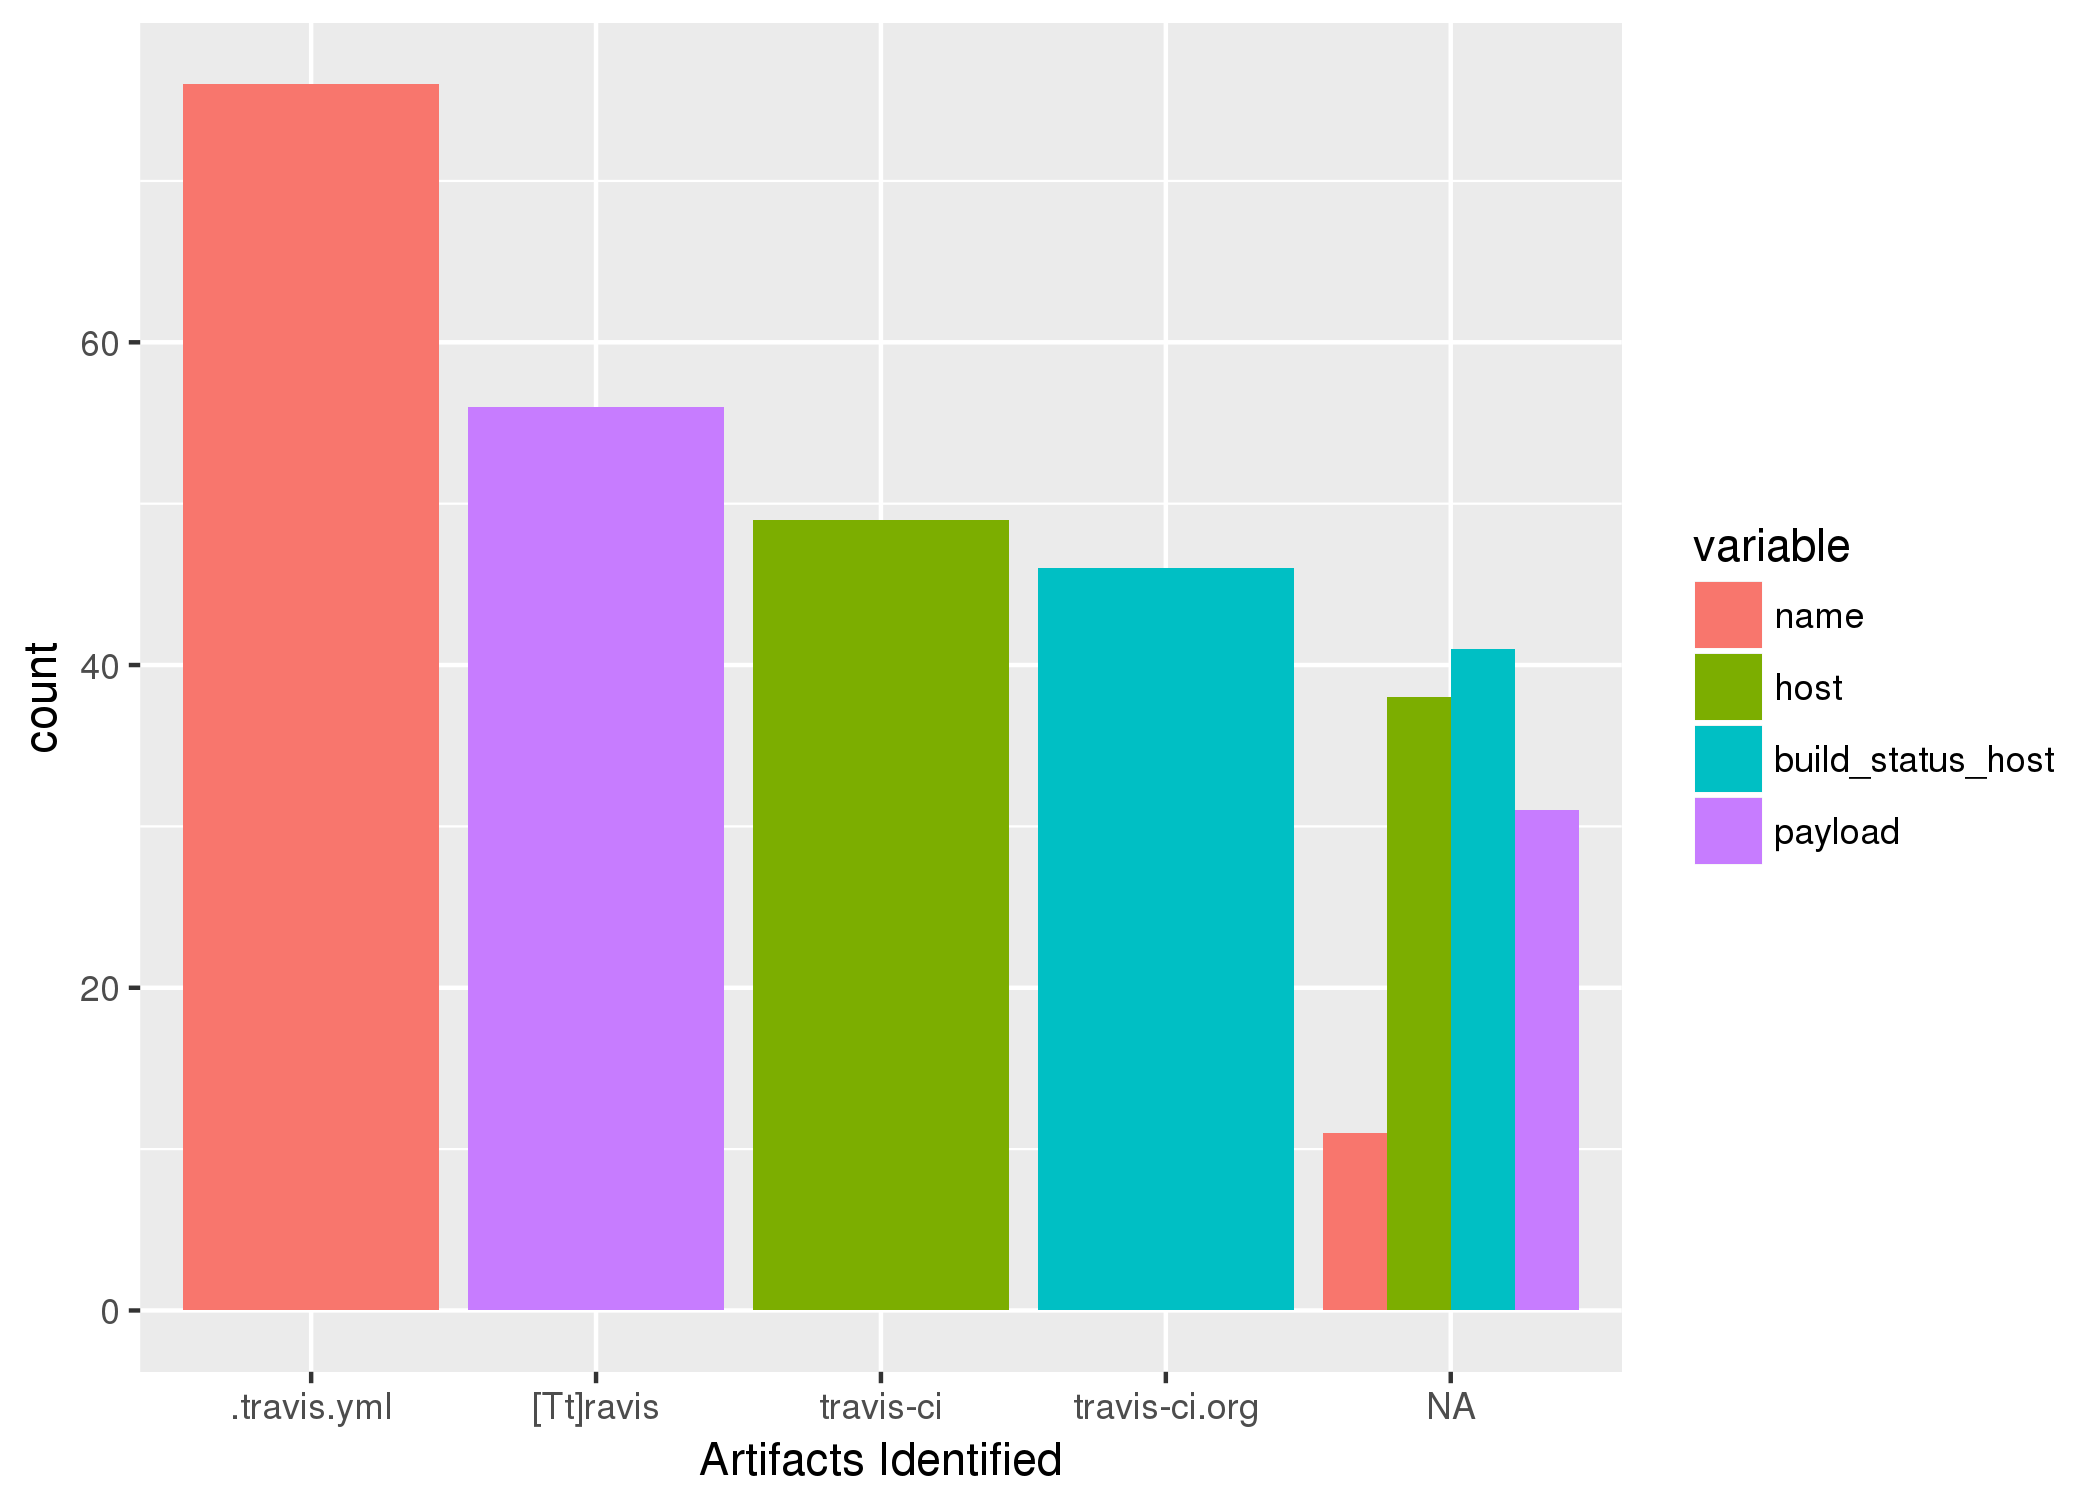 count
60
40
20
0
.travis.yml [Tt]ravis travis-ci travis-ci.org NA
Artifacts Identified
variable
name
host
build_status_host
payload